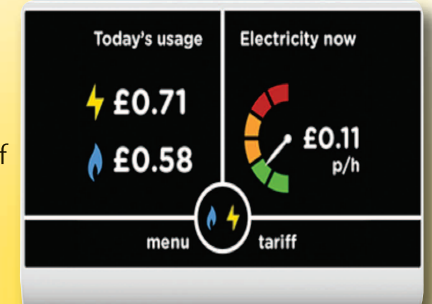 Today's usage
£0.71
£0.58
Electricity now
£0.11
p/h
menu
tariff
f